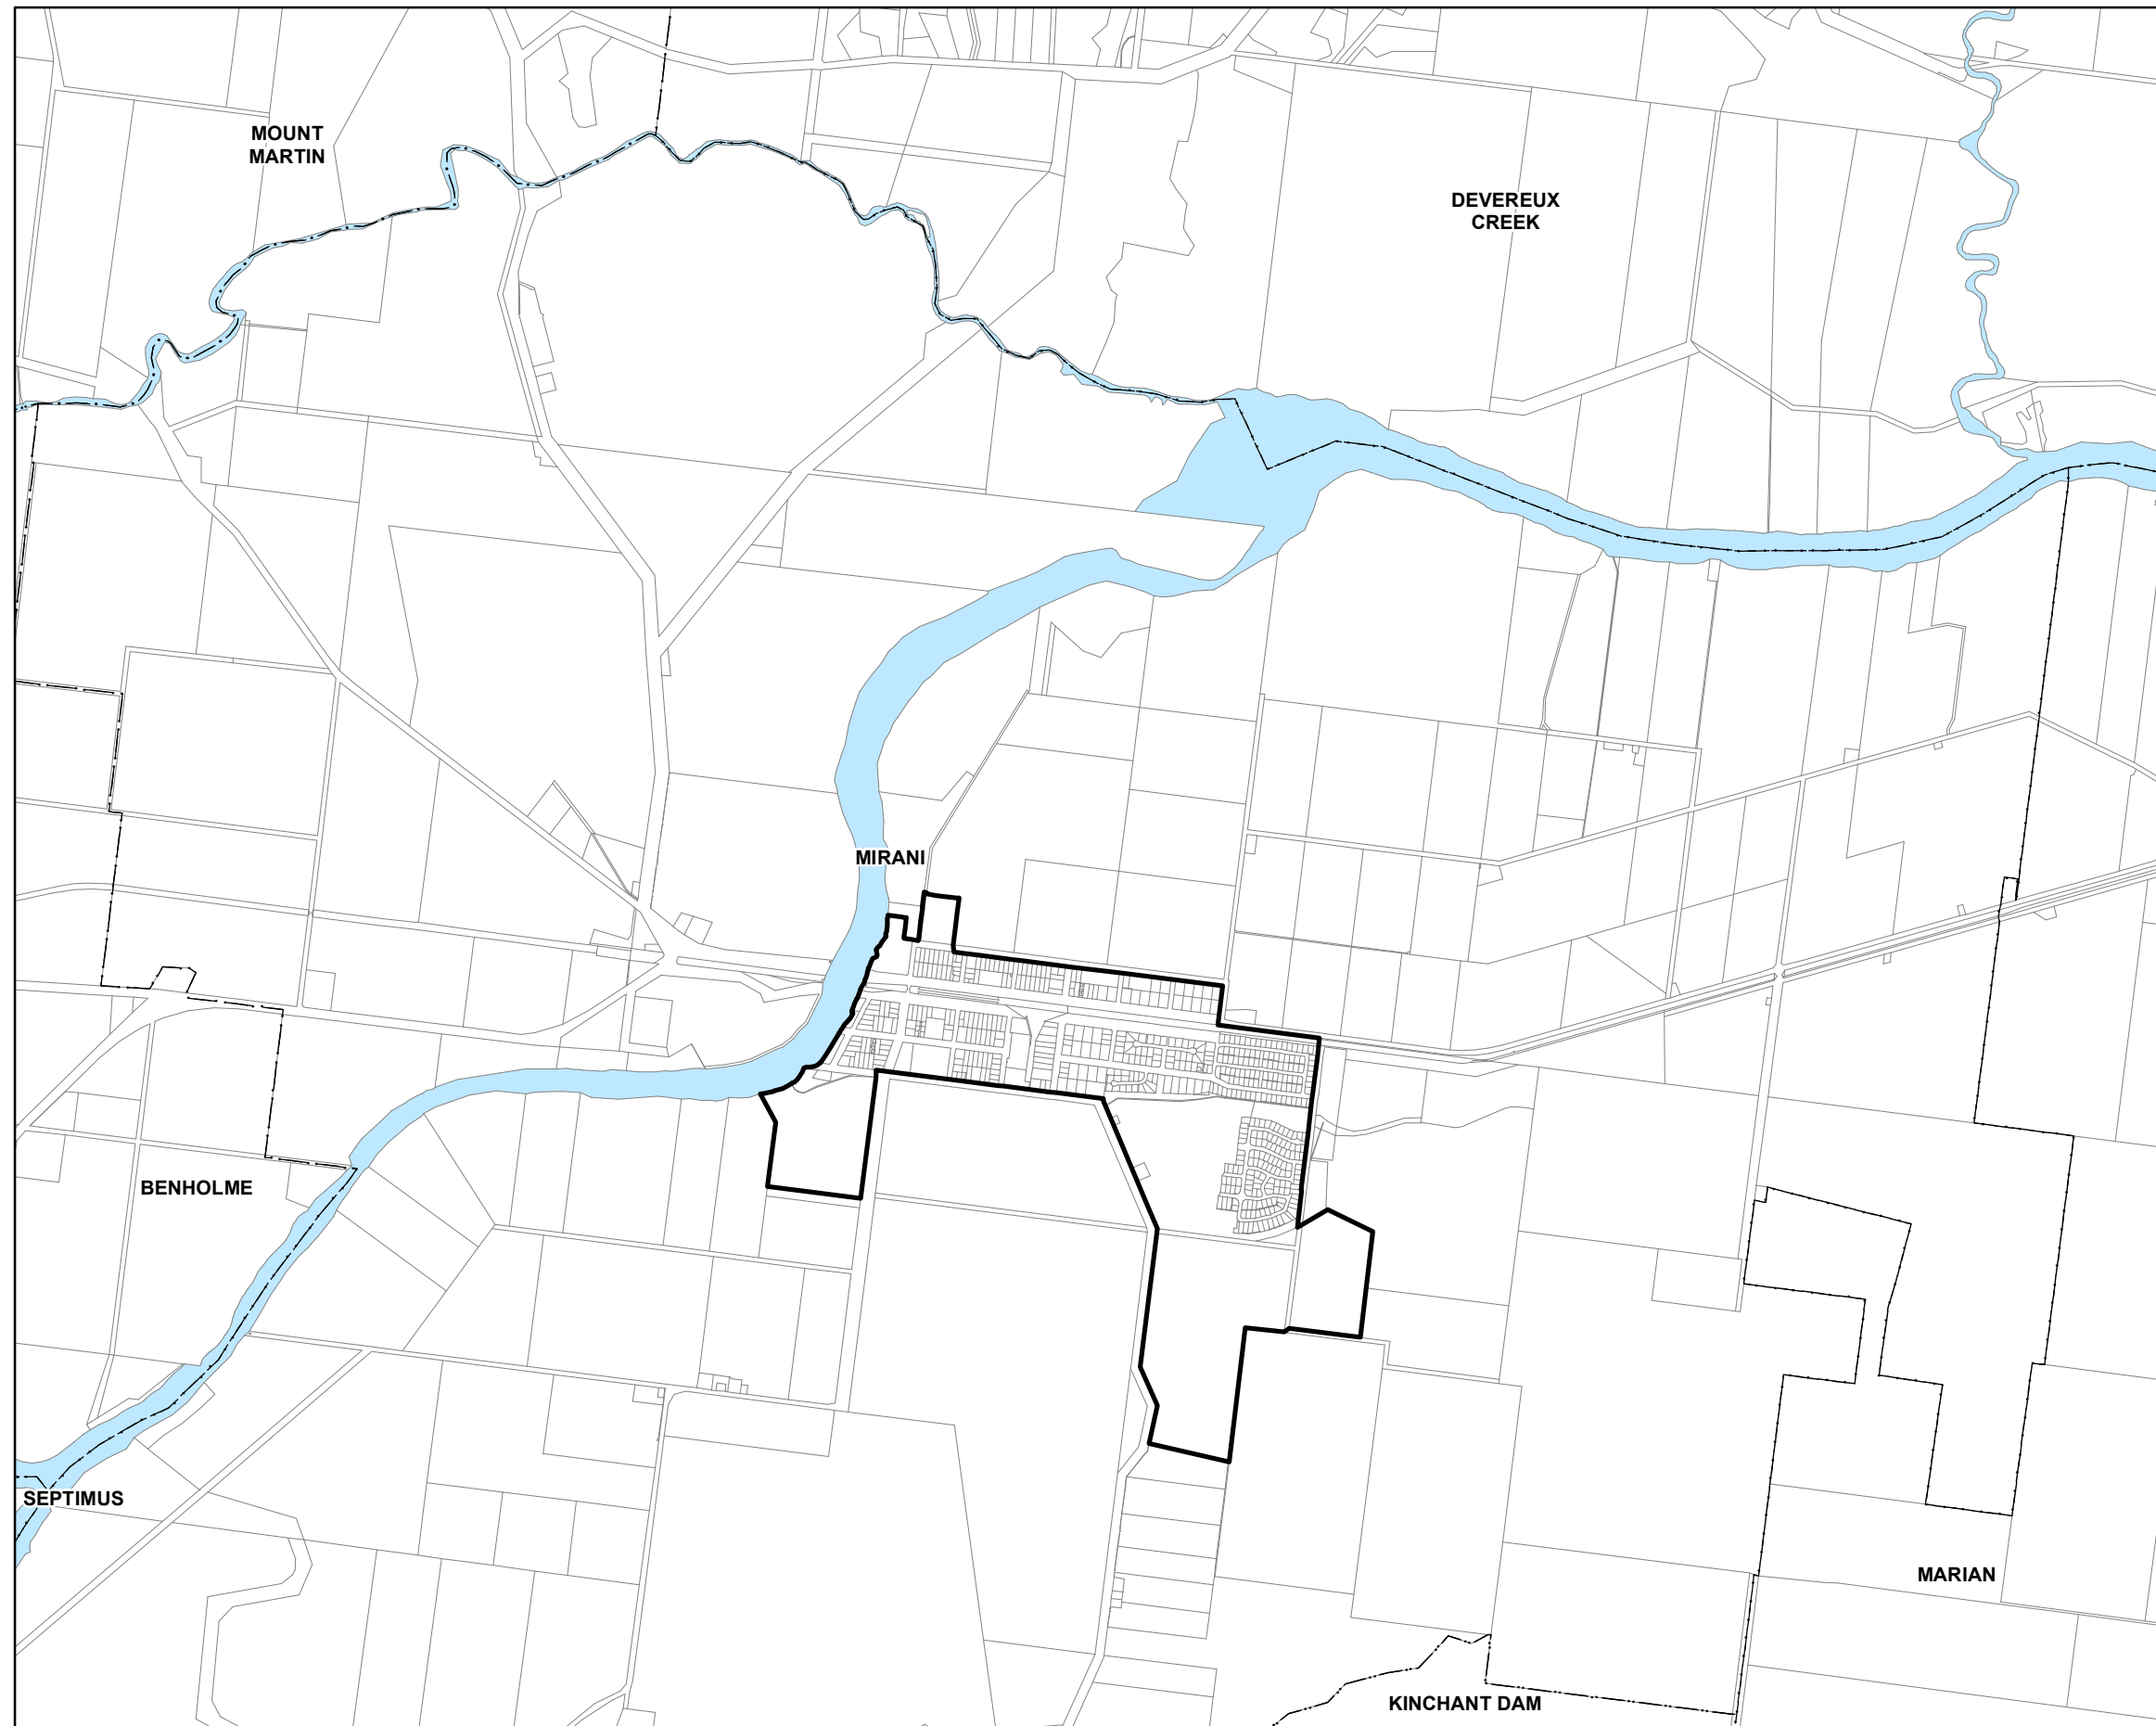 MOUNT
MARTIN
DEVEREUX
CREEK
MIRANI
BENHOLME
SEPTIMUS
MARIAN
KINCHANT DAM